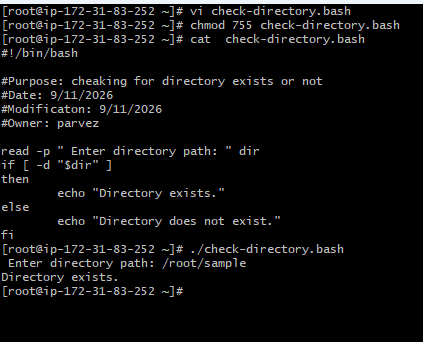 [root@ip-172-31-83-252 ~]# vi check-directory.bash
[root@ip-172-31-83-252 ~]# chmod 755 check-directory.bash
[root@ip-172-31-83-252 ~]# cat  check-directory.bash
#!/bin/bash

#Purpose: cheaking for directory exists or not
#Date: 9/11/2026
#Modificaton: 9/11/2026
#Owner: parvez

read -p " Enter directory path: " dir
if [ -d "$dir" ]
then
        echo "Directory exists."
else
        echo "Directory does not exist."
fi
[root@ip-172-31-83-252 ~]# ./check-directory.bash
 Enter directory path: /root/sample
Directory exists.
[root@ip-172-31-83-252 ~]#